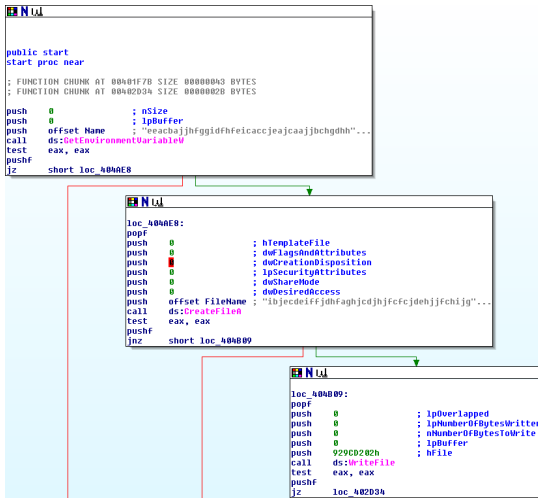 public start
start proc near
; FUNCTION CHUNK AT 00401F7B SIZE 00000043 BYTES
; FUNCTION CHUNK AT 00402D34 SIZE 0000002B BYTES
push 0 ; nSize
push 0 ; lpBuffer
push offset Name ; "eeacbajjhfggidfhfeicaccjeajcaajjbchgdhh"...
call ds:GetEnvironmentVariableW
test eax, eax
pushf
jz short loc_404AE8
loc_404AE8:
popf
push 0 ; hTemplateFile
push 0 ; dwFlagsAndAttributes
push 0 ; dwCreationDisposition
push 0 ; lpSecurityAttributes
push 0 ; dwShareMode
push 0 ; dwDesiredAccess
push offset FileName ; "ibjecdeiffjdhfaghjcdjhjfcfcjdehjjfchijg"...
call ds:CreateFileA
test eax, eax
pushf
jnz short loc_404B09
loc_404B09:
popf
push 0 ; lpOverlapped
push 0 ; lpNumberOfBytesWritten
push 0 ; nNumberOfBytesToWrite
push 0 ; lpBuffer
push 929CD202h ; hFile
call ds:WriteFile
test eax, eax
pushf
jz loc_402D34